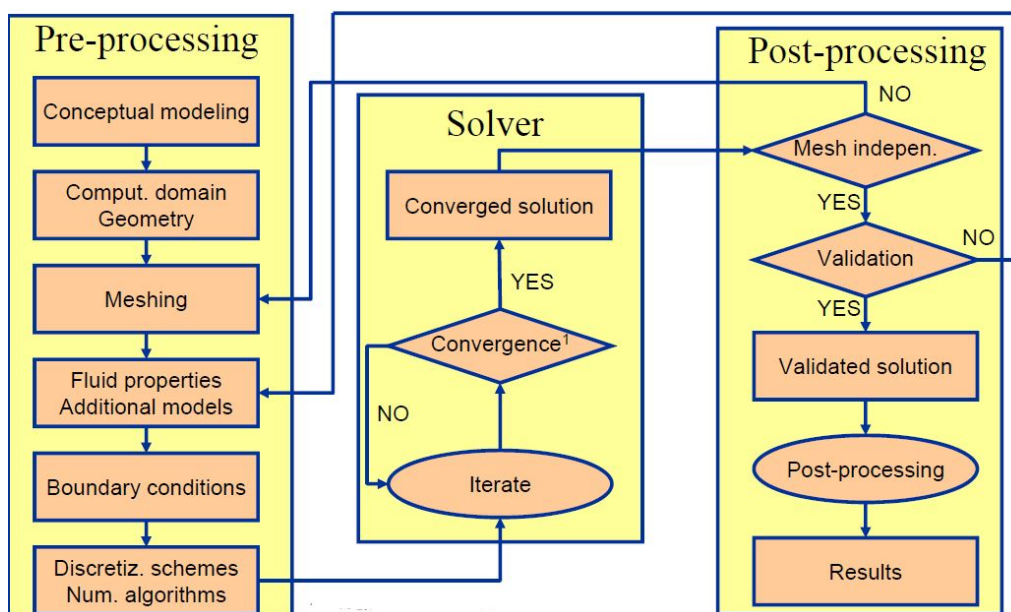 Pre-processing
Conceptual modeling
Comput. domain
Geometry
Meshing
Fluid properties
Additional models
Boundary conditions
Discretiz. schemes
Num. algorithms
Solver
Converged solution
YES
Convergence¹
NO
Iterate
Post-processing
NO
Mesh indepen.
YES
NO
Validation
YES
Validated solution
Post-processing
Results